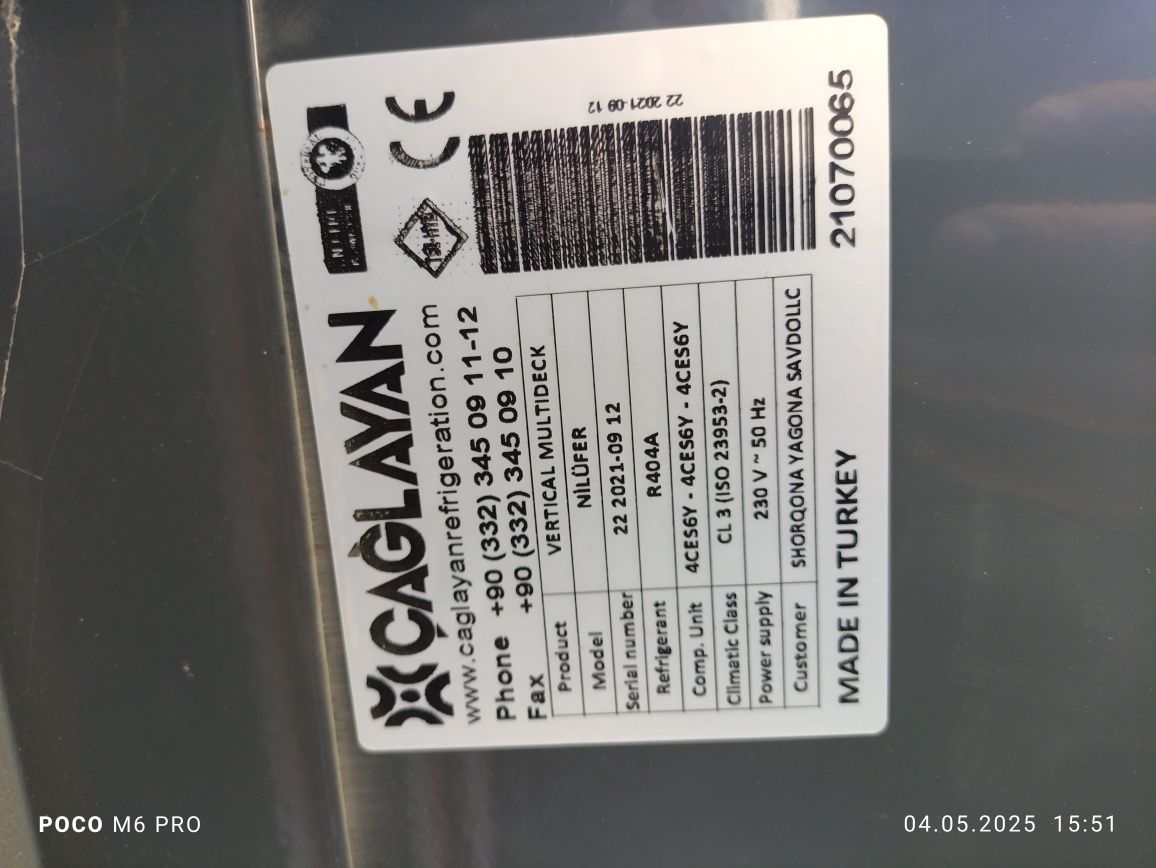 ÇAĞLAYAN
www.caglayanrefrigeration.com
Phone +90 (332) 345 09 11-12
Fax +90 (332) 345 09 10
Product VERTICAL MULTIDECK
Model NİLÜFER
Serial number 22 2021-09 12
Refrigerant R404A
Comp. Unit 4CES6Y - 4CES6Y - 4CES6Y
Climatic Class CL 3 (ISO 23953-2)
Power supply 230 V ~ 50 Hz
Customer SHORQONA YAGONA SAVDOLLC
MADE IN TURKEY
CE
22 2021-09 12
21070065
POCO M6 PRO
04.05.2025 15:51